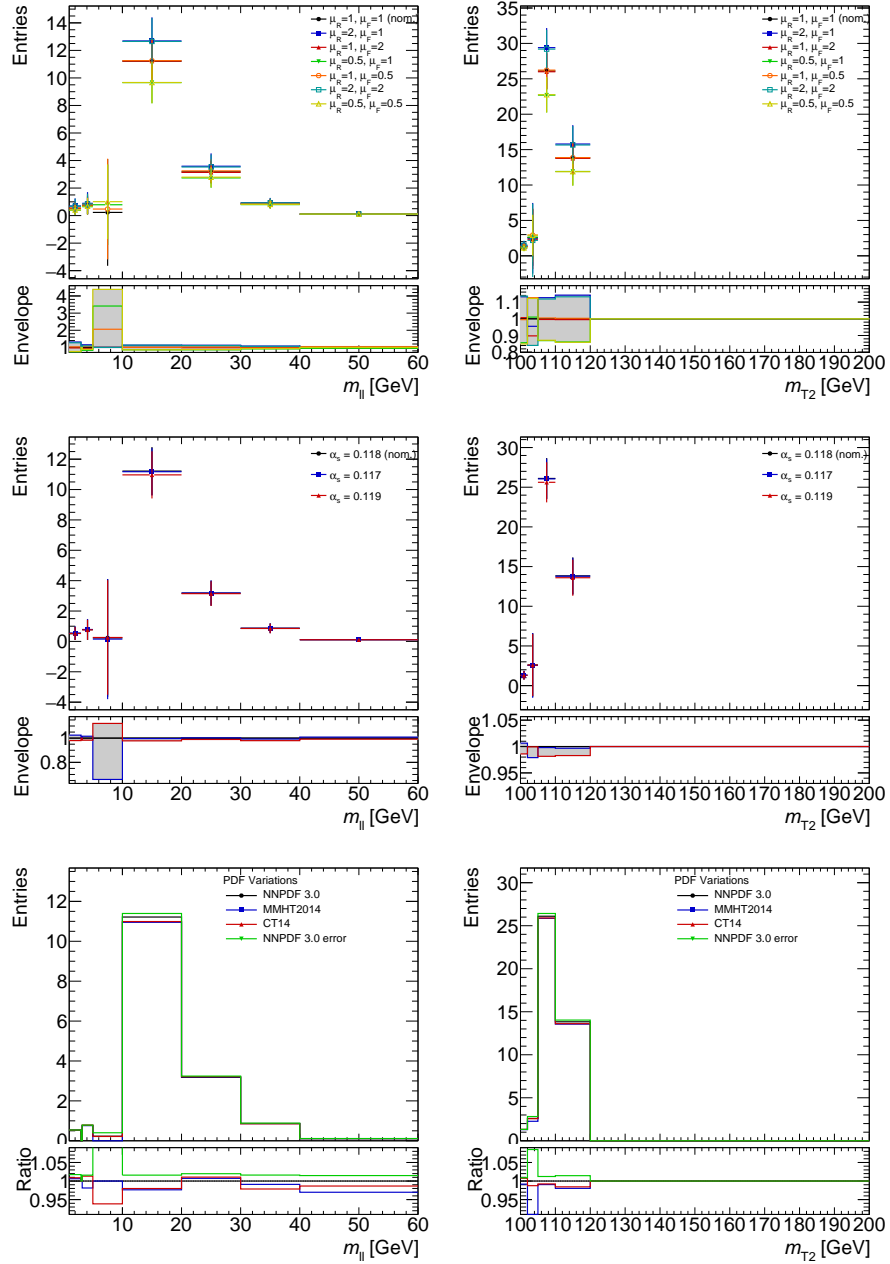 Entries
14
12
10
8
6
4
2
0
−2
−4
μR=1, μF=1 (nom.)
μR=2, μF=1
μR=1, μF=2
μR=0.5, μF=1
μR=1, μF=0.5
μR=2, μF=2
μR=0.5, μF=0.5
Envelope
4
3
2
1
10 20 30 40 50 60
mll [GeV]
Entries
35
30
25
20
15
10
5
0
μR=1, μF=1 (nom.)
μR=2, μF=1
μR=1, μF=2
μR=0.5, μF=1
μR=1, μF=0.5
μR=2, μF=2
μR=0.5, μF=0.5
Envelope
1.1
1
0.9
0.8
100 110 120 130 140 150 160 170 180 190 200
mT2 [GeV]
Entries
12
10
8
6
4
2
0
−2
−4
αs = 0.118 (nom.)
αs = 0.117
αs = 0.119
Envelope
1
0.8
10 20 30 40 50 60
mll [GeV]
Entries
30
25
20
15
10
5
0
αs = 0.118 (nom.)
αs = 0.117
αs = 0.119
Envelope
1.05
1
0.95
100 110 120 130 140 150 160 170 180 190 200
mT2 [GeV]
Entries
12
10
8
6
4
2
0
PDF Variations
NNPDF 3.0
MMHT2014
CT14
NNPDF 3.0 error
Ratio
1.05
1
0.95
10 20 30 40 50 60
mll [GeV]
Entries
30
25
20
15
10
5
0
PDF Variations
NNPDF 3.0
MMHT2014
CT14
NNPDF 3.0 error
Ratio
1.05
1
0.95
100 110 120 130 140 150 160 170 180 190 200
mT2 [GeV]